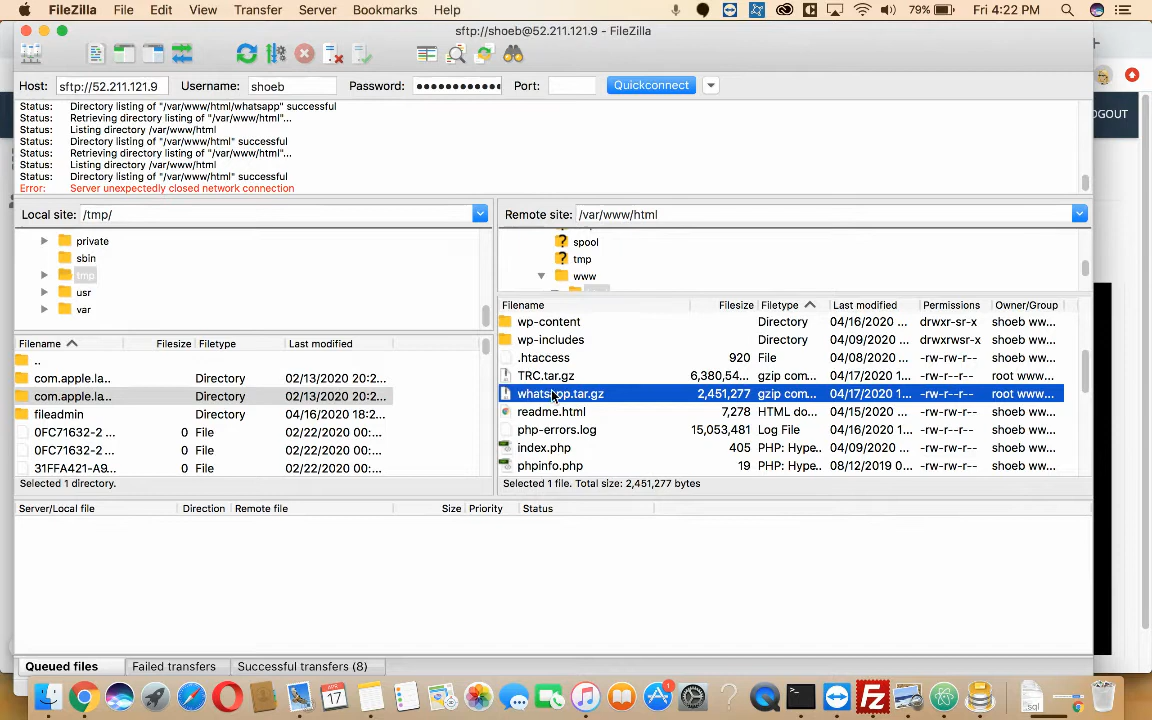 FileZilla File Edit View Transfer Server Bookmarks Help 79% Fri 4:22 PM
sftp://shoeb@52.211.121.9 - FileZilla
Host: sftp://52.211.121.9 Username: shoeb Password: •••••••••••• Port: Quickconnect
OGOUT
Status: Directory listing of "/var/www/html/whatsapp" successful
Status: Retrieving directory listing of "/var/www/html"...
Status: Listing directory /var/www/html
Status: Directory listing of "/var/www/html" successful
Status: Retrieving directory listing of "/var/www/html"...
Status: Listing directory /var/www/html
Status: Directory listing of "/var/www/html" successful
Error: Server unexpectedly closed network connection
Local site: /tmp/
private
sbin
tmp
usr
var
Filename Filesize Filetype Last modified
..
com.apple.la... Directory 02/13/2020 20:2...
com.apple.la... Directory 02/13/2020 20:2...
fileadmin Directory 04/16/2020 18:2...
0FC71632-2 ... 0 File 02/22/2020 00:...
0FC71632-2 ... 0 File 02/22/2020 00:...
31FFA421-A9... 0 File 02/22/2020 00:...
Selected 1 directory.
Remote site: /var/www/html
spool
tmp
www
Filename Filesize Filetype Last modified Permissions Owner/Group
wp-content Directory 04/16/2020 ... drwxr-sr-x shoeb ww...
wp-includes Directory 04/09/2020 ... drwxrwsr-x shoeb ww...
.htaccess 920 File 04/08/2020 ... -rw-rw-r-- shoeb ww...
TRC.tar.gz 6,380,54... gzip com... 04/17/2020 1... -rw-rw-r-- root www...
whatsapp.tar.gz 2,451,277 gzip com... 04/17/2020 1... -rw-rw-r-- root www...
readme.html 7,278 HTML do... 04/15/2020 ... -rw-rw-r-- shoeb ww...
php-errors.log 15,053,481 Log File 04/16/2020 1... -rw-rw-r-- shoeb ww...
index.php 405 PHP: Hype.. 04/09/2020 ... -rw-rw-r-- shoeb ww...
phpinfo.php 19 PHP: Hype.. 08/12/2019 0... -rw-rw-r-- shoeb ww...
Selected 1 file. Total size: 2,451,277 bytes
Server/Local file Direction Remote file Size Priority Status
Queued files Failed transfers Successful transfers (8)
APR
17
1
.sql